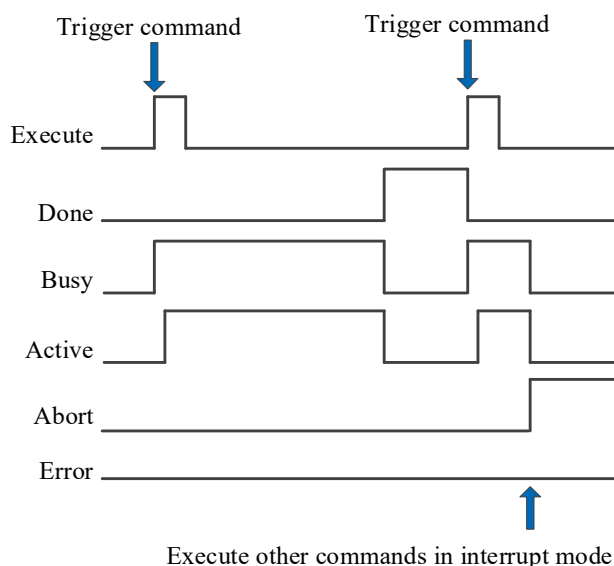 Trigger command
Trigger command
Execute
Done
Busy
Active
Abort
Error
Execute other commands in interrupt mode